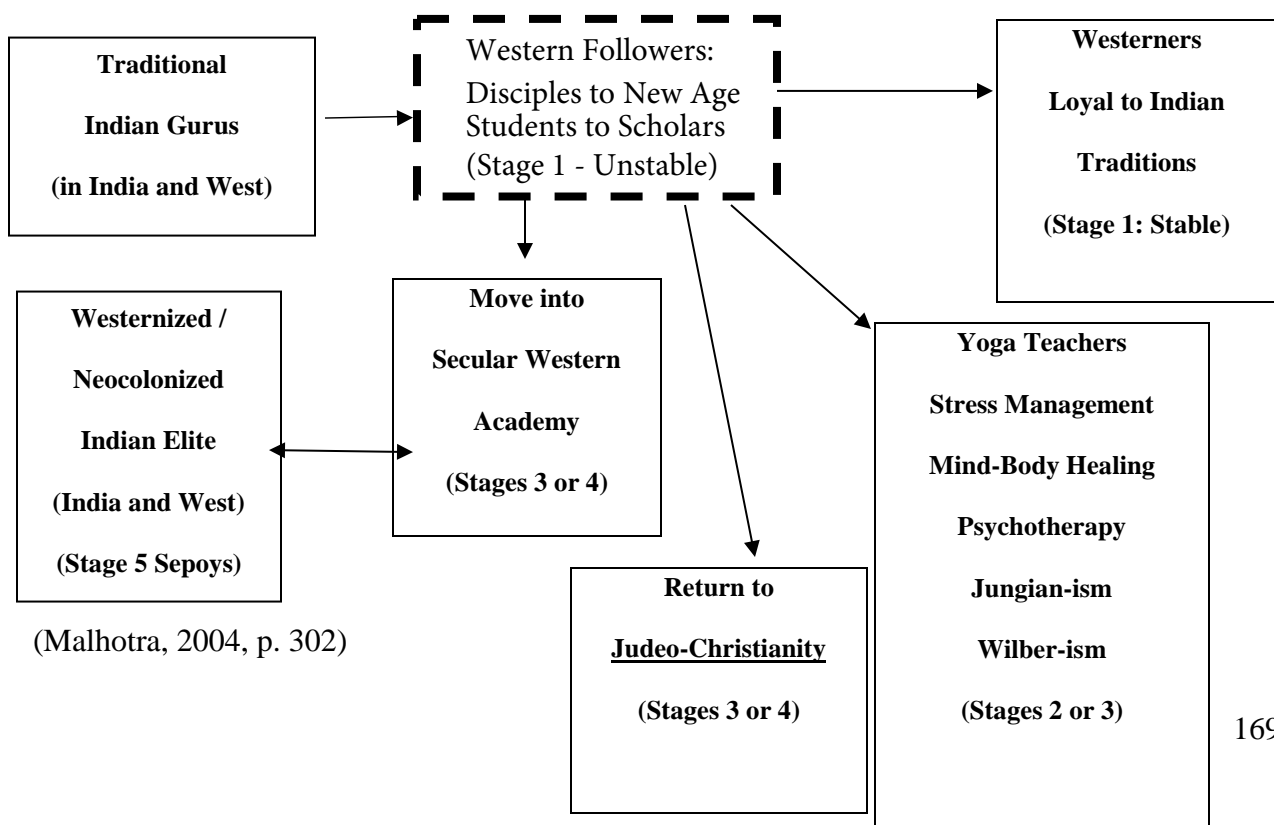 Traditional
Indian Gurus
(in India and West)
Western Followers:
Disciples to New Age
Students to Scholars
(Stage 1 - Unstable)
Westerners
Loyal to Indian
Traditions
(Stage 1: Stable)
Westernized /
Neocolonized
Indian Elite
(India and West)
(Stage 5 Sepoys)
Move into
Secular Western
Academy
(Stages 3 or 4)
Return to
Judeo-Christianity
(Stages 3 or 4)
Yoga Teachers
Stress Management
Mind-Body Healing
Psychotherapy
Jungian-ism
Wilber-ism
(Stages 2 or 3)
(Malhotra, 2004, p. 302)
169